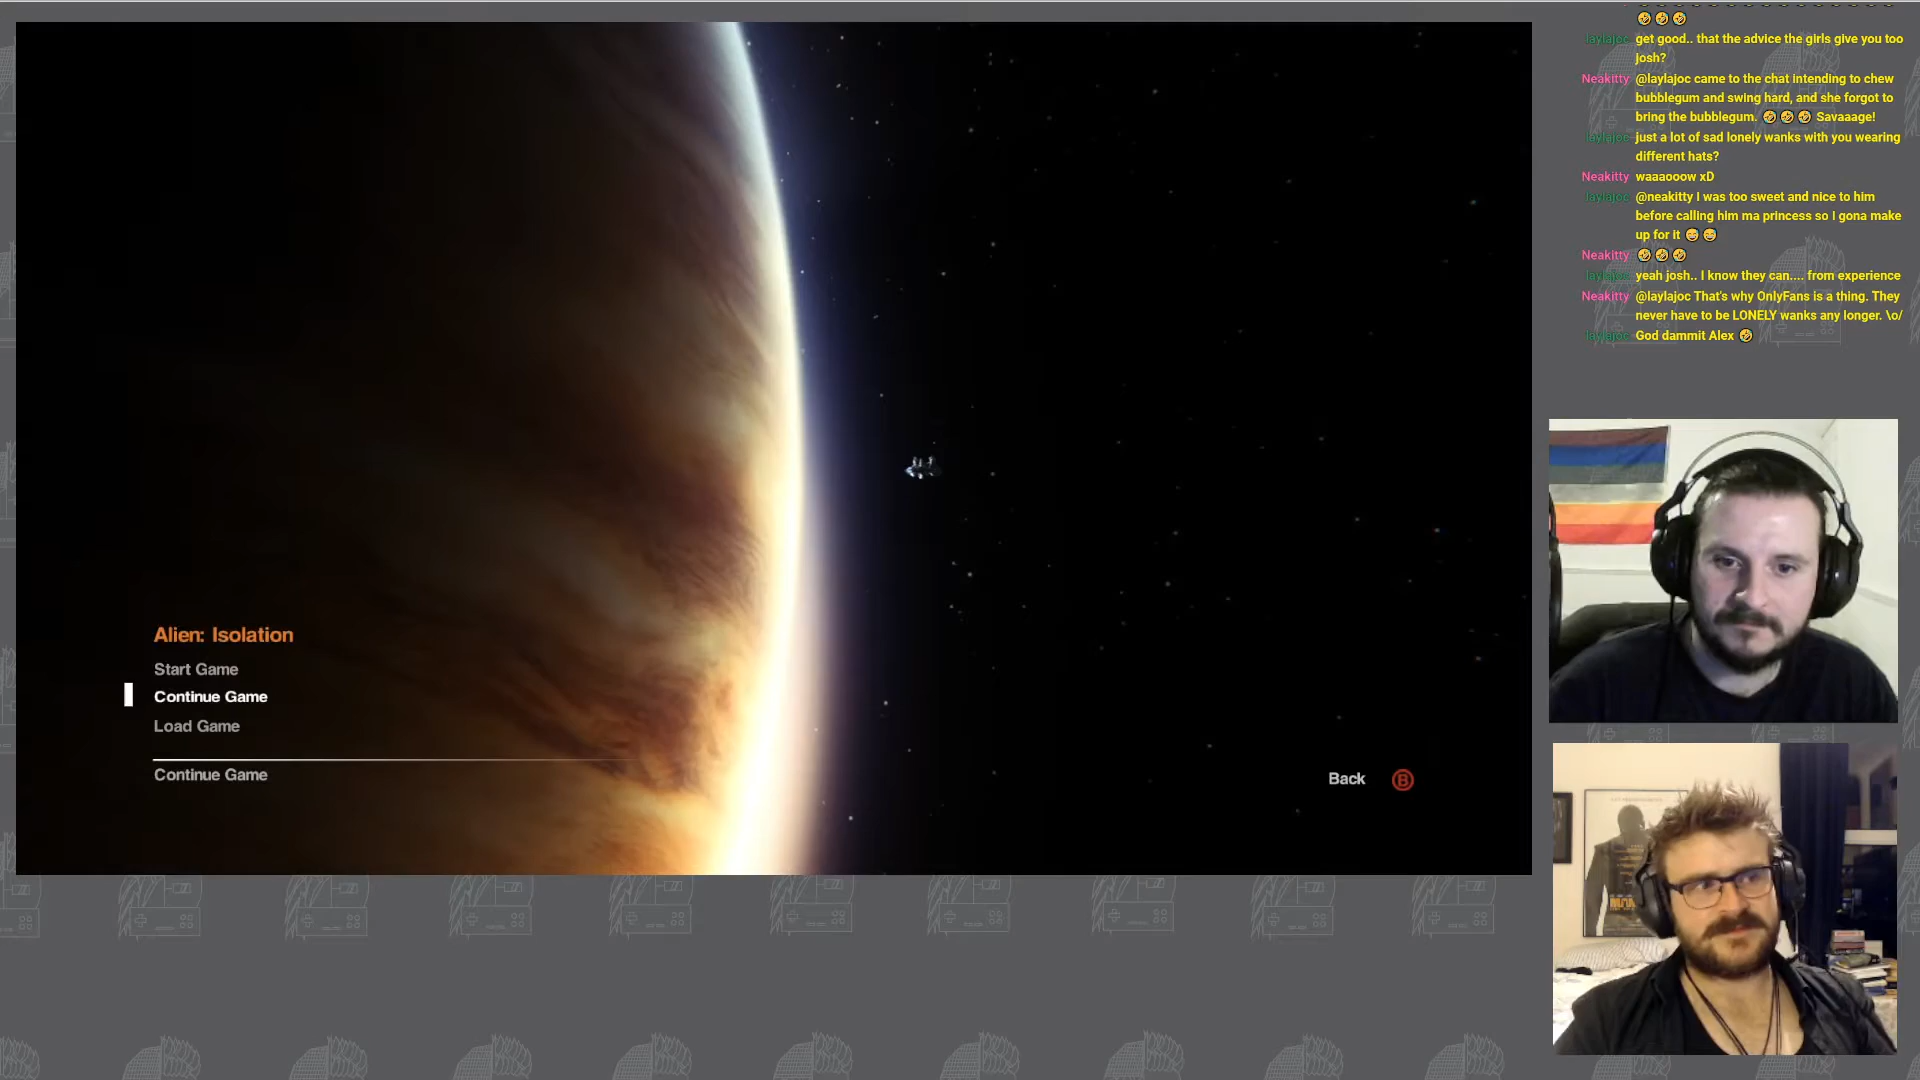 Alien: Isolation
Start Game
Continue Game
Load Game
Continue Game
Back
B
🤣 🤣 🤣
laylajoc get good.. that the advice the girls give you too
josh?
Neakitty @laylajoc came to the chat intending to chew
bubblegum and swing hard, and she forgot to
bring the bubblegum. 🤣 🤣 🤣 Savaaage!
laylajoc just a lot of sad lonely wanks with you wearing
different hats?
Neakitty waaaooow xD
laylajoc @neakitty I was too sweet and nice to him
before calling him ma princess so I gona make
up for it 😅 😅
Neakitty 🤣 🤣 🤣
laylajoc yeah josh.. I know they can.... from experience
Neakitty @laylajoc That's why OnlyFans is a thing. They
never have to be LONELY wanks any longer. \o/
laylajoc God dammit Alex 🤣